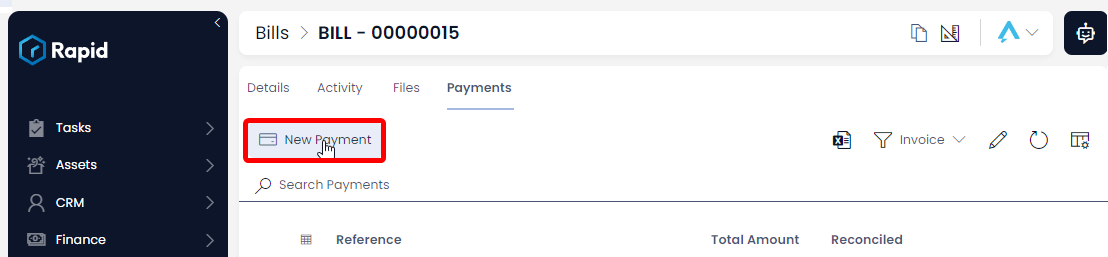 Rapid
Bills > BILL - 00000015
Details Activity Files Payments
Tasks
New Payment
Invoice
Assets
Search Payments
CRM
Finance
Reference Total Amount Reconciled